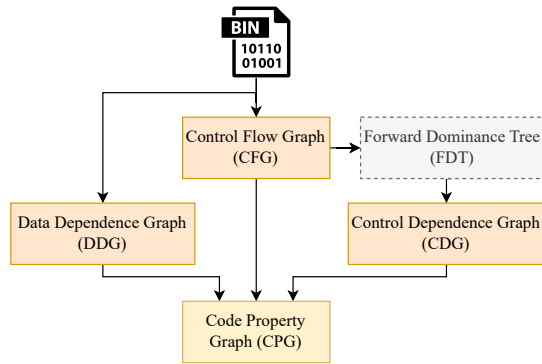 BIN
10110
01001
Control Flow Graph
(CFG)
Forward Dominance Tree
(FDT)
Data Dependence Graph
(DDG)
Control Dependence Graph
(CDG)
Code Property
Graph (CPG)